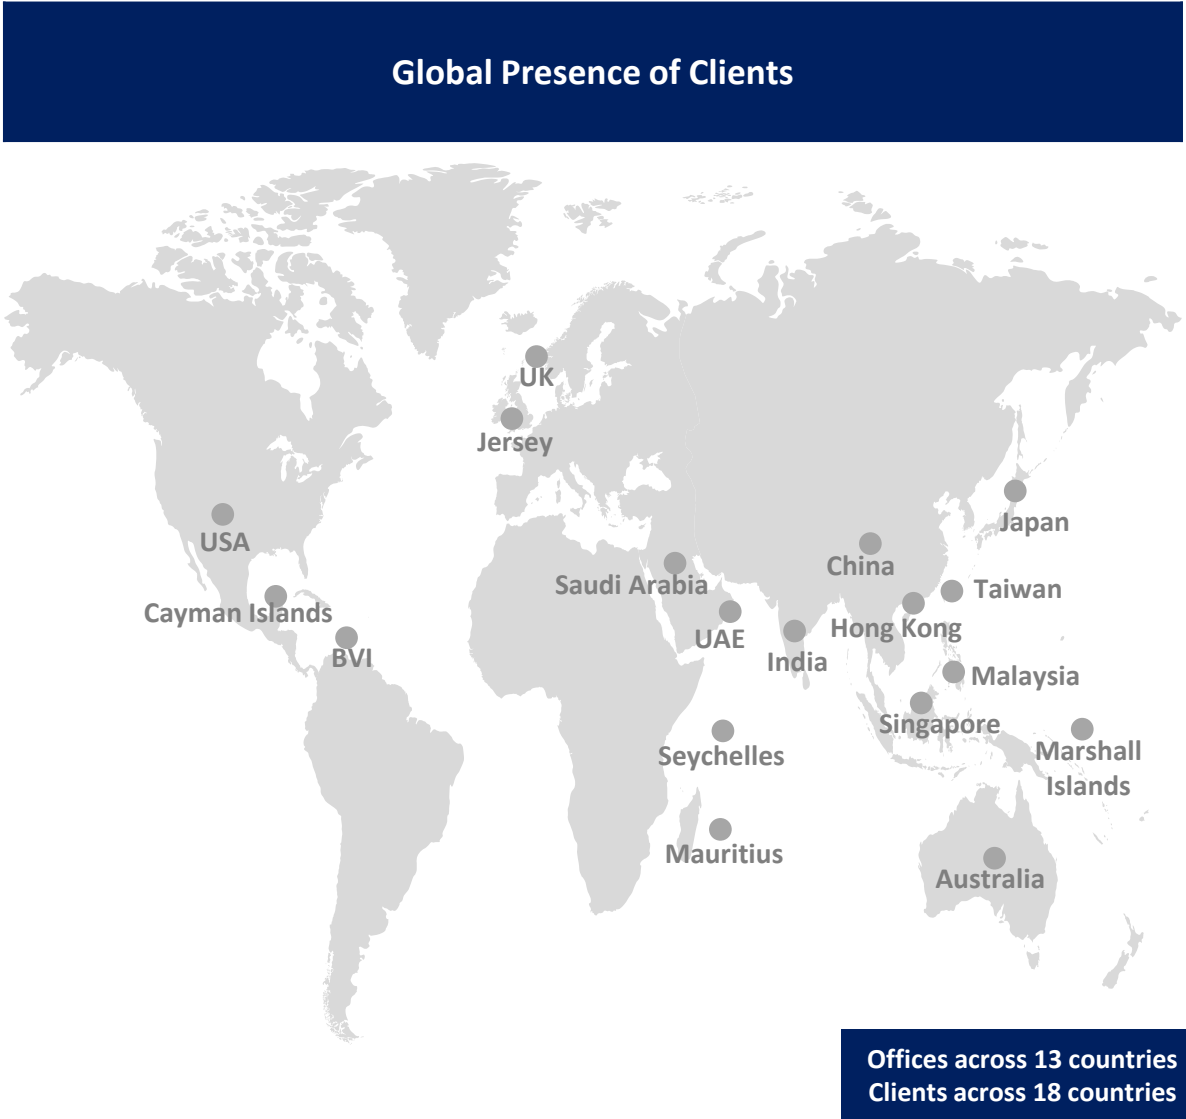 Global Presence of Clients
UK
Jersey
USA
Japan
China
Saudi Arabia
Taiwan
Cayman Islands
Hong Kong
UAE
BVI
India
Malaysia
Singapore
Seychelles
Marshall
Islands
Mauritius
Australia
Offices across 13 countries
Clients across 18 countries